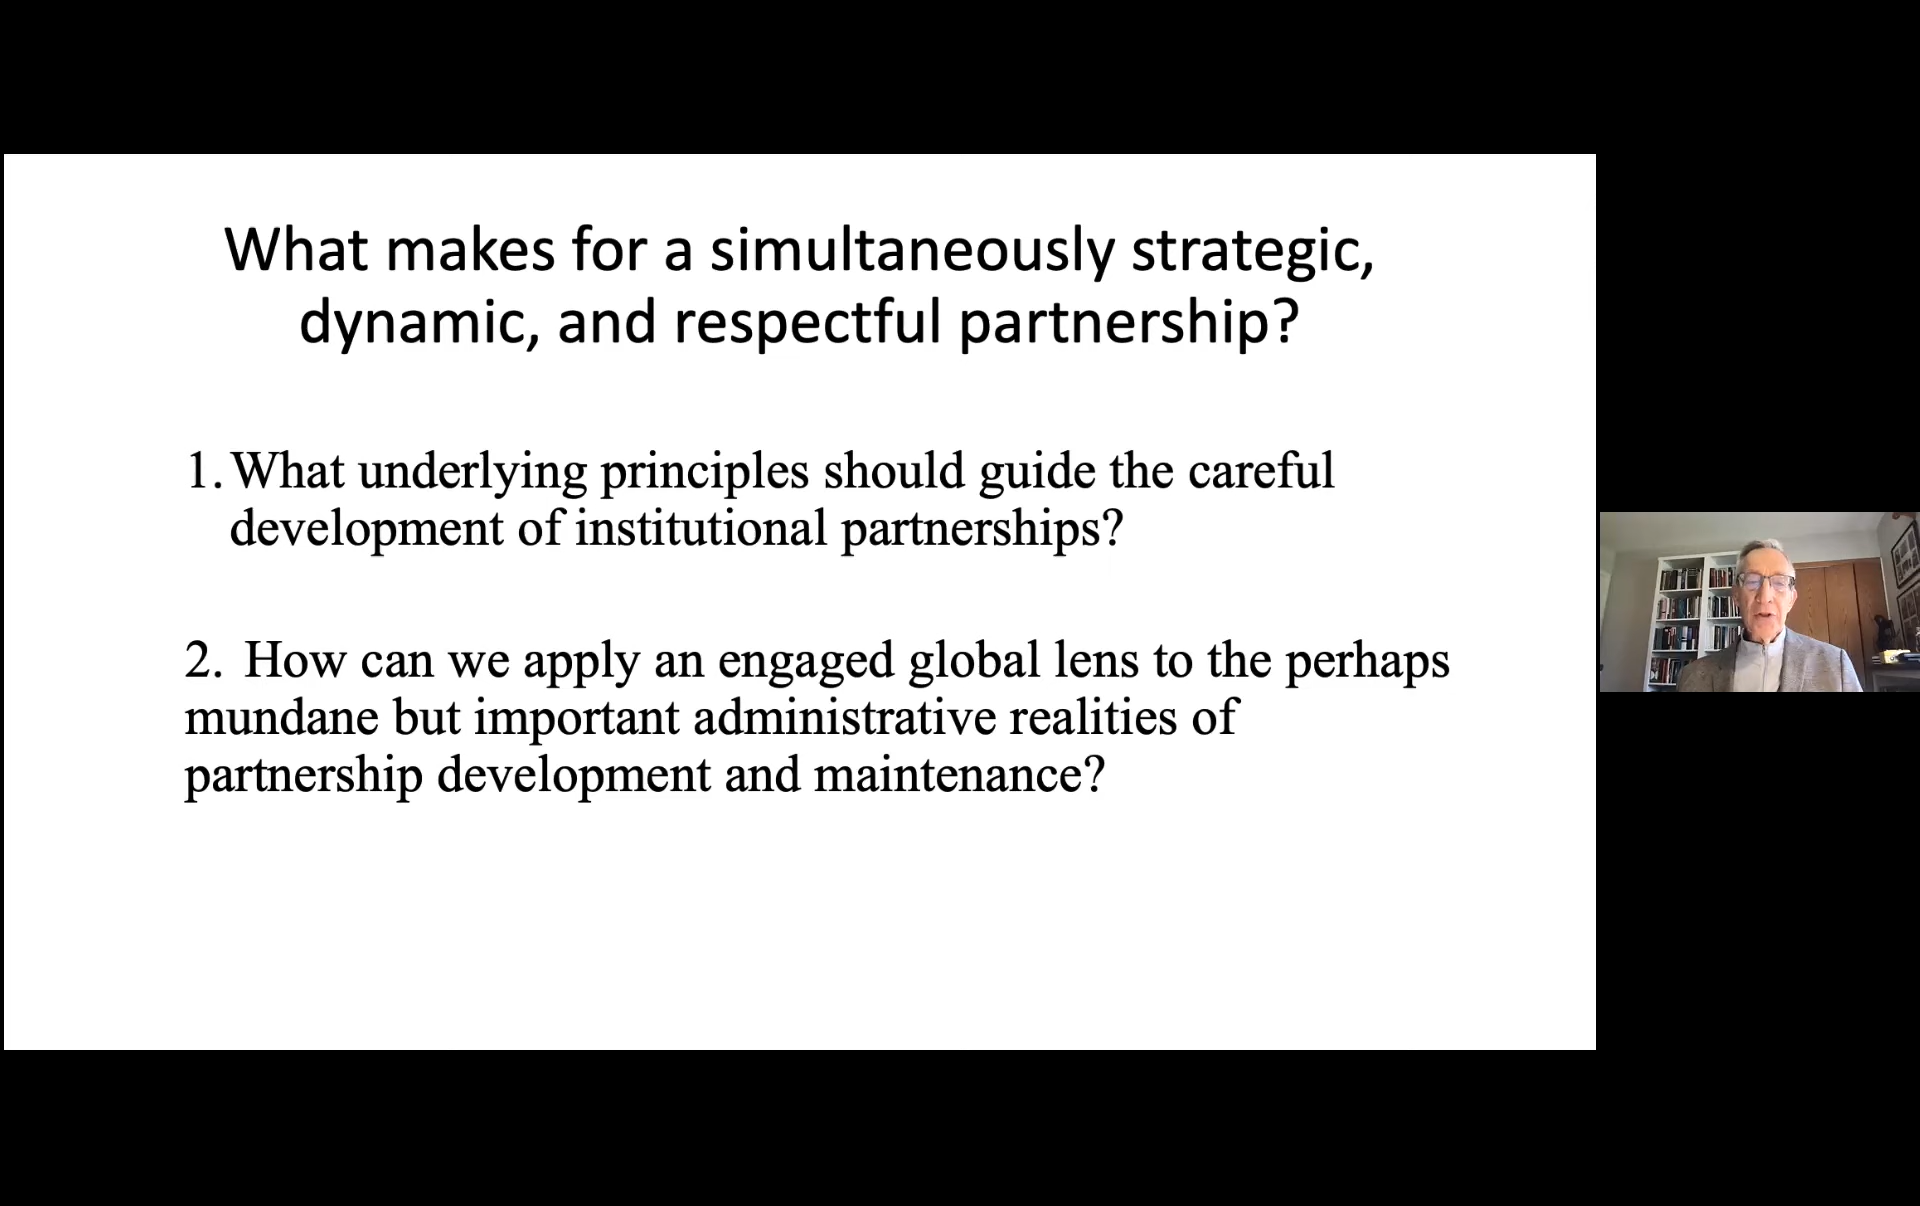 What makes for a simultaneously strategic,
dynamic, and respectful partnership?
1. What underlying principles should guide the careful
development of institutional partnerships?
2. How can we apply an engaged global lens to the perhaps
mundane but important administrative realities of
partnership development and maintenance?